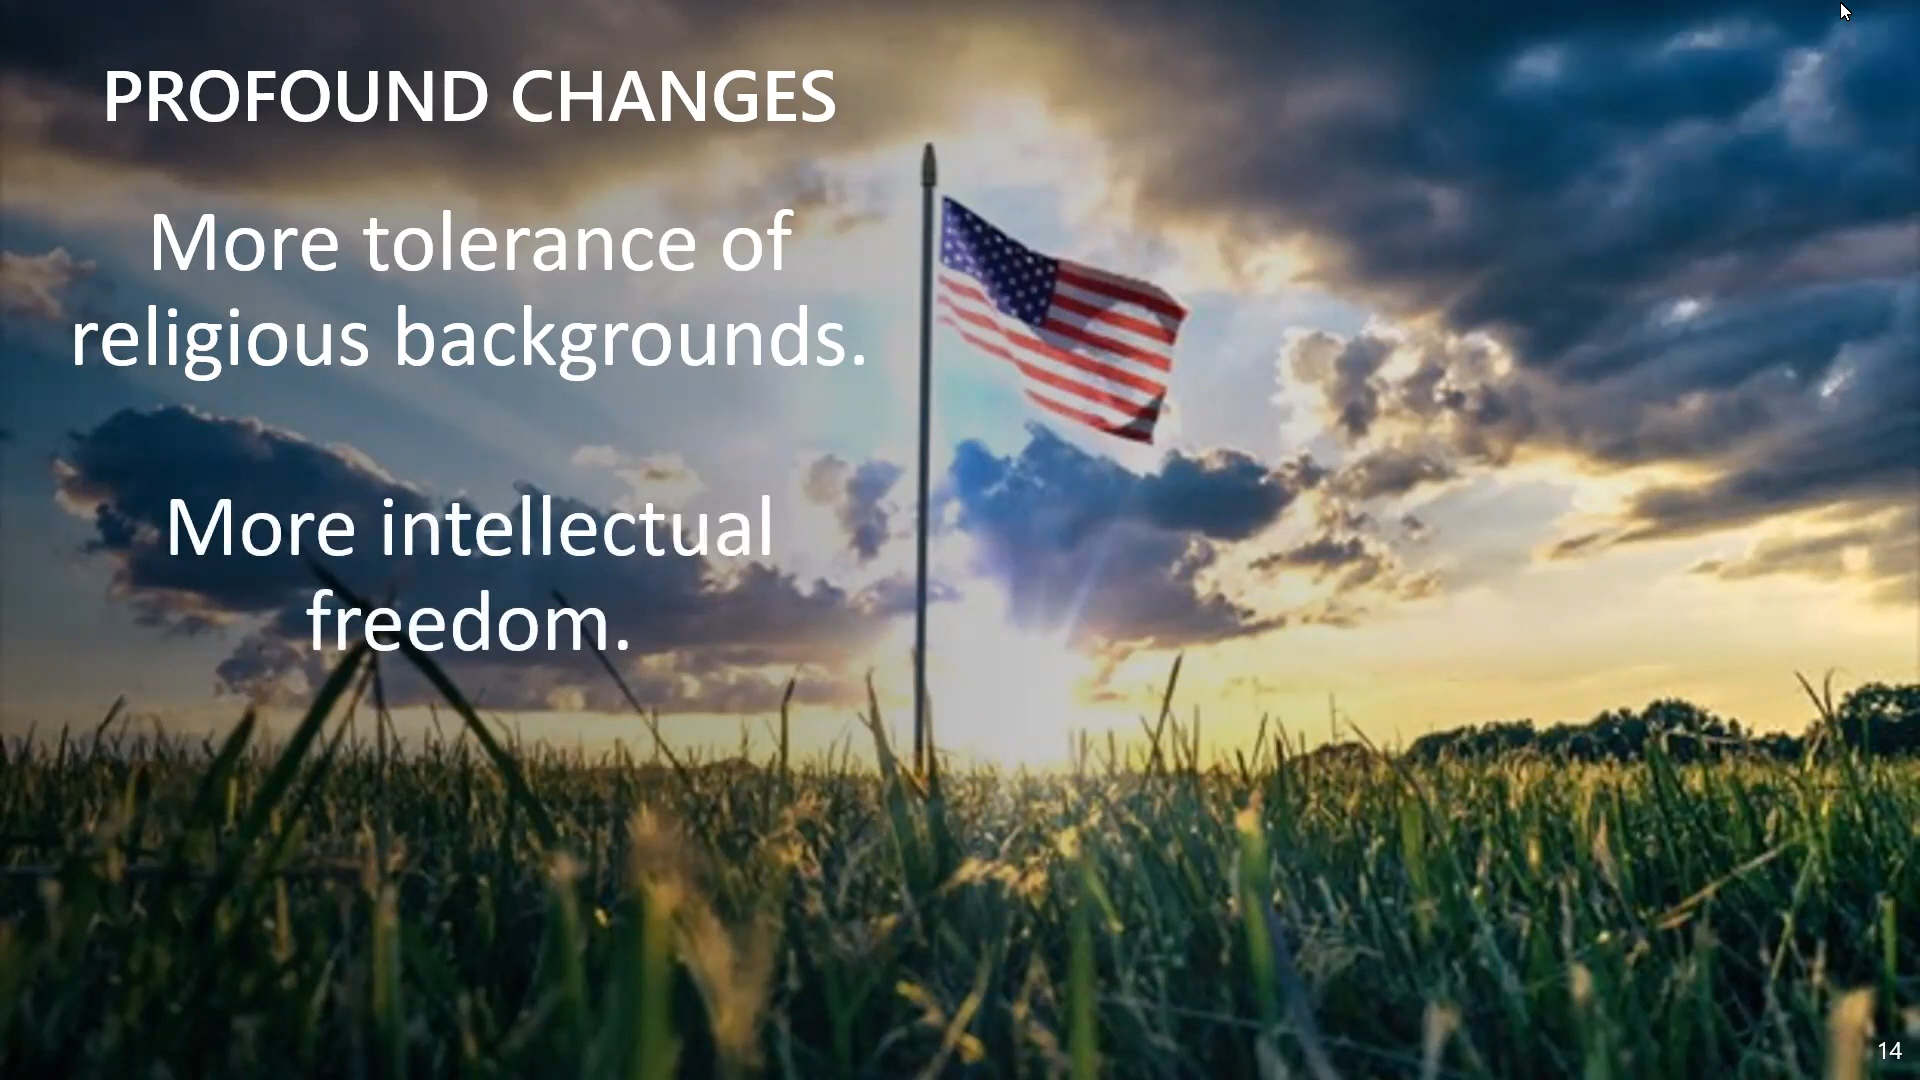 PROFOUND CHANGES
More tolerance of
religious backgrounds.
More intellectual
freedom.
14